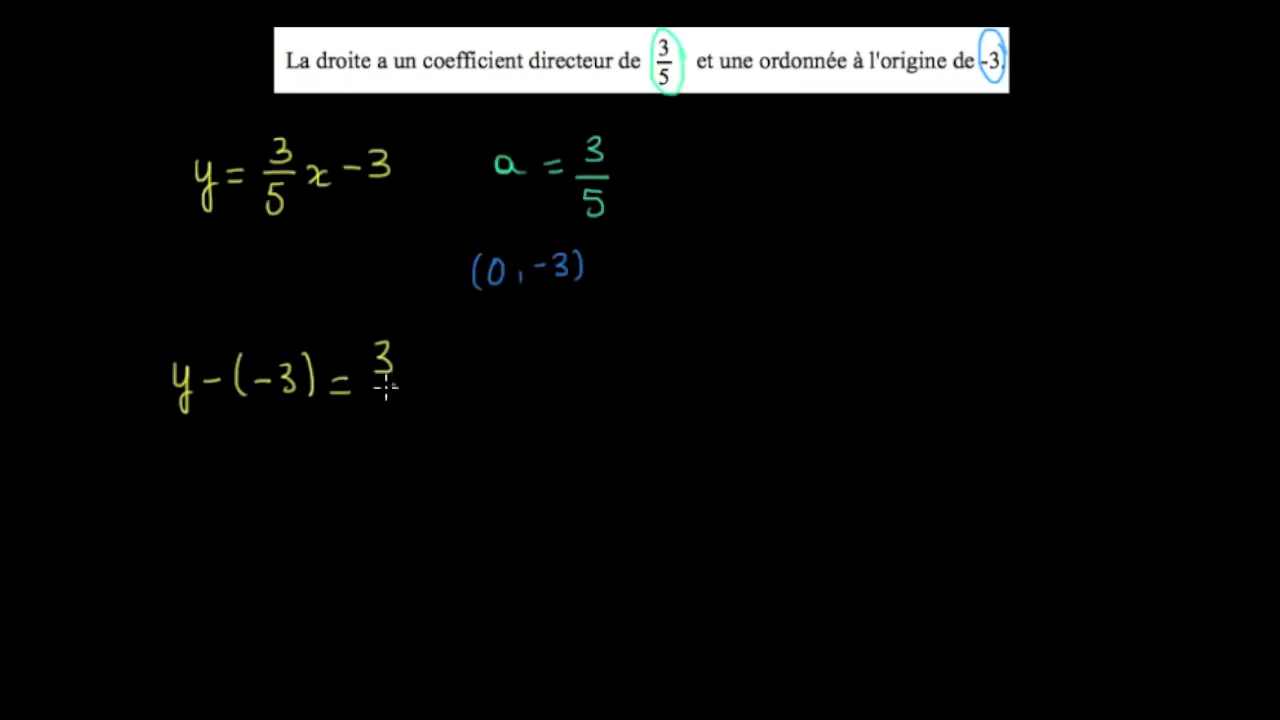 La droite a un coefficient directeur de 3/5 et une ordonnée à l'origine de -3.
y = 3/5 x - 3
a = 3/5
(0, -3)
y - (-3) = 3